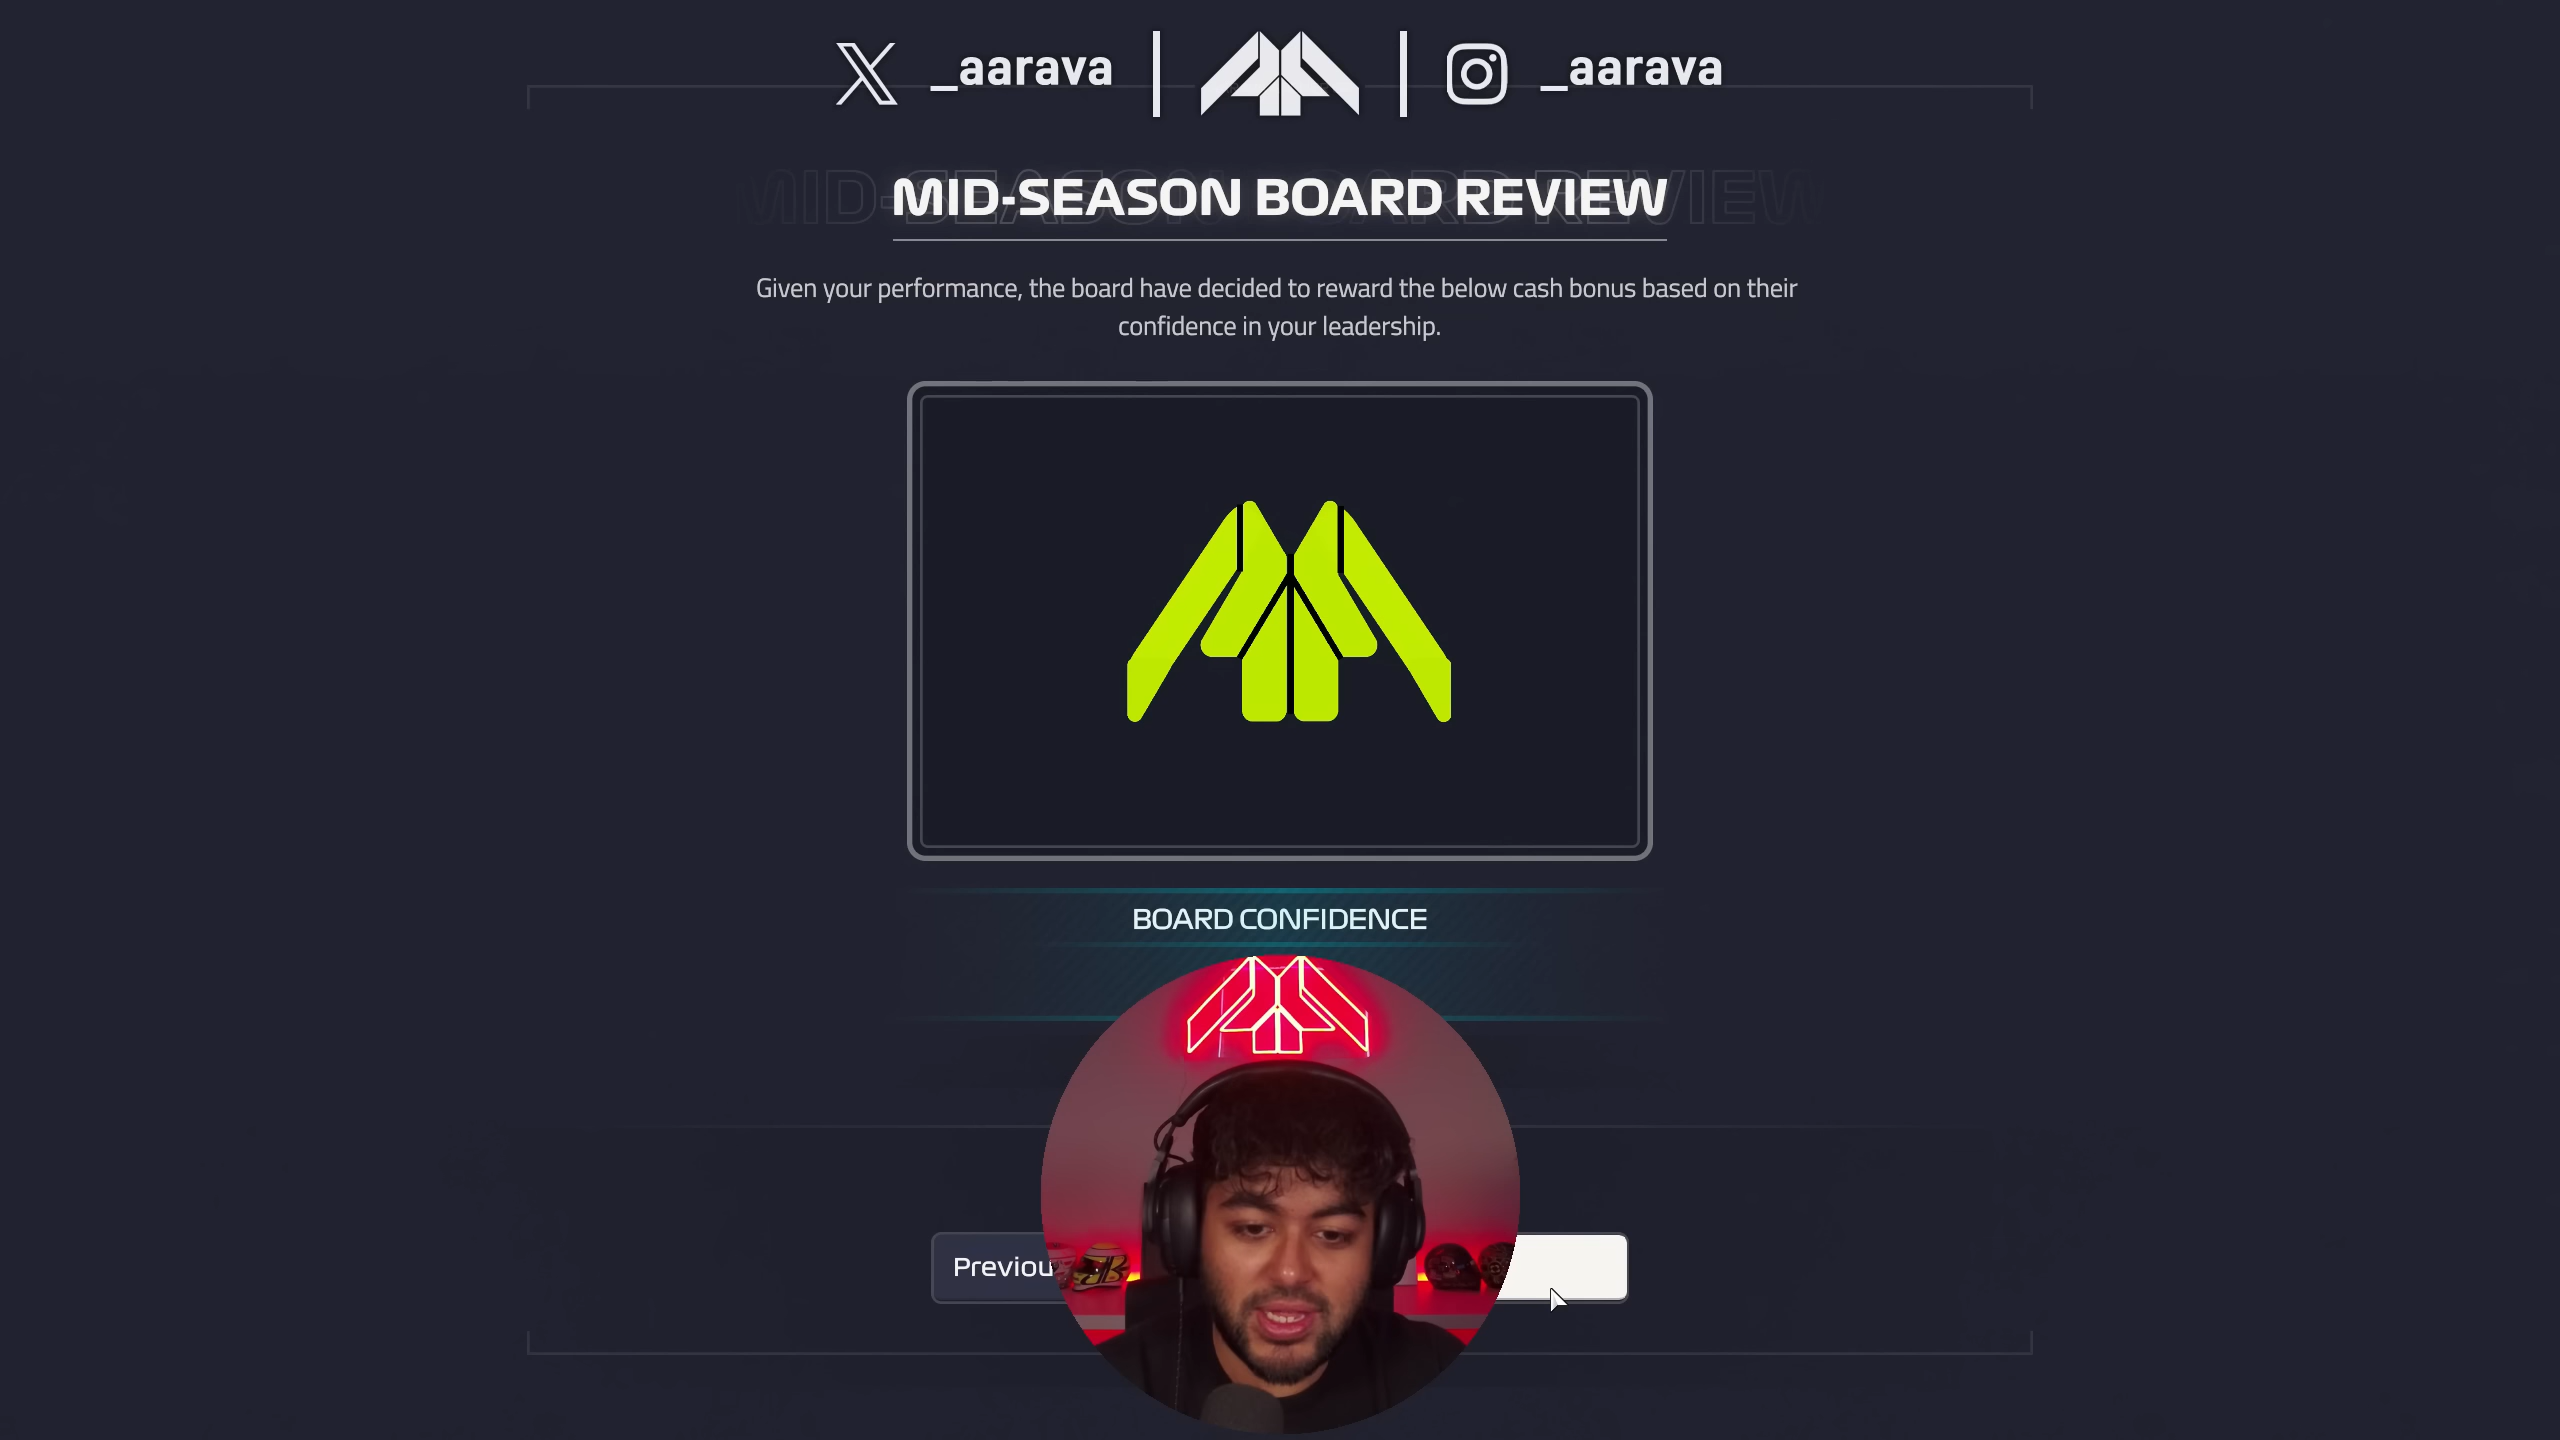 _aarava
_aarava
MID-SEASON BOARD REVIEW
Given your performance, the board have decided to reward the below cash bonus based on their
confidence in your leadership.
BOARD CONFIDENCE
Previou